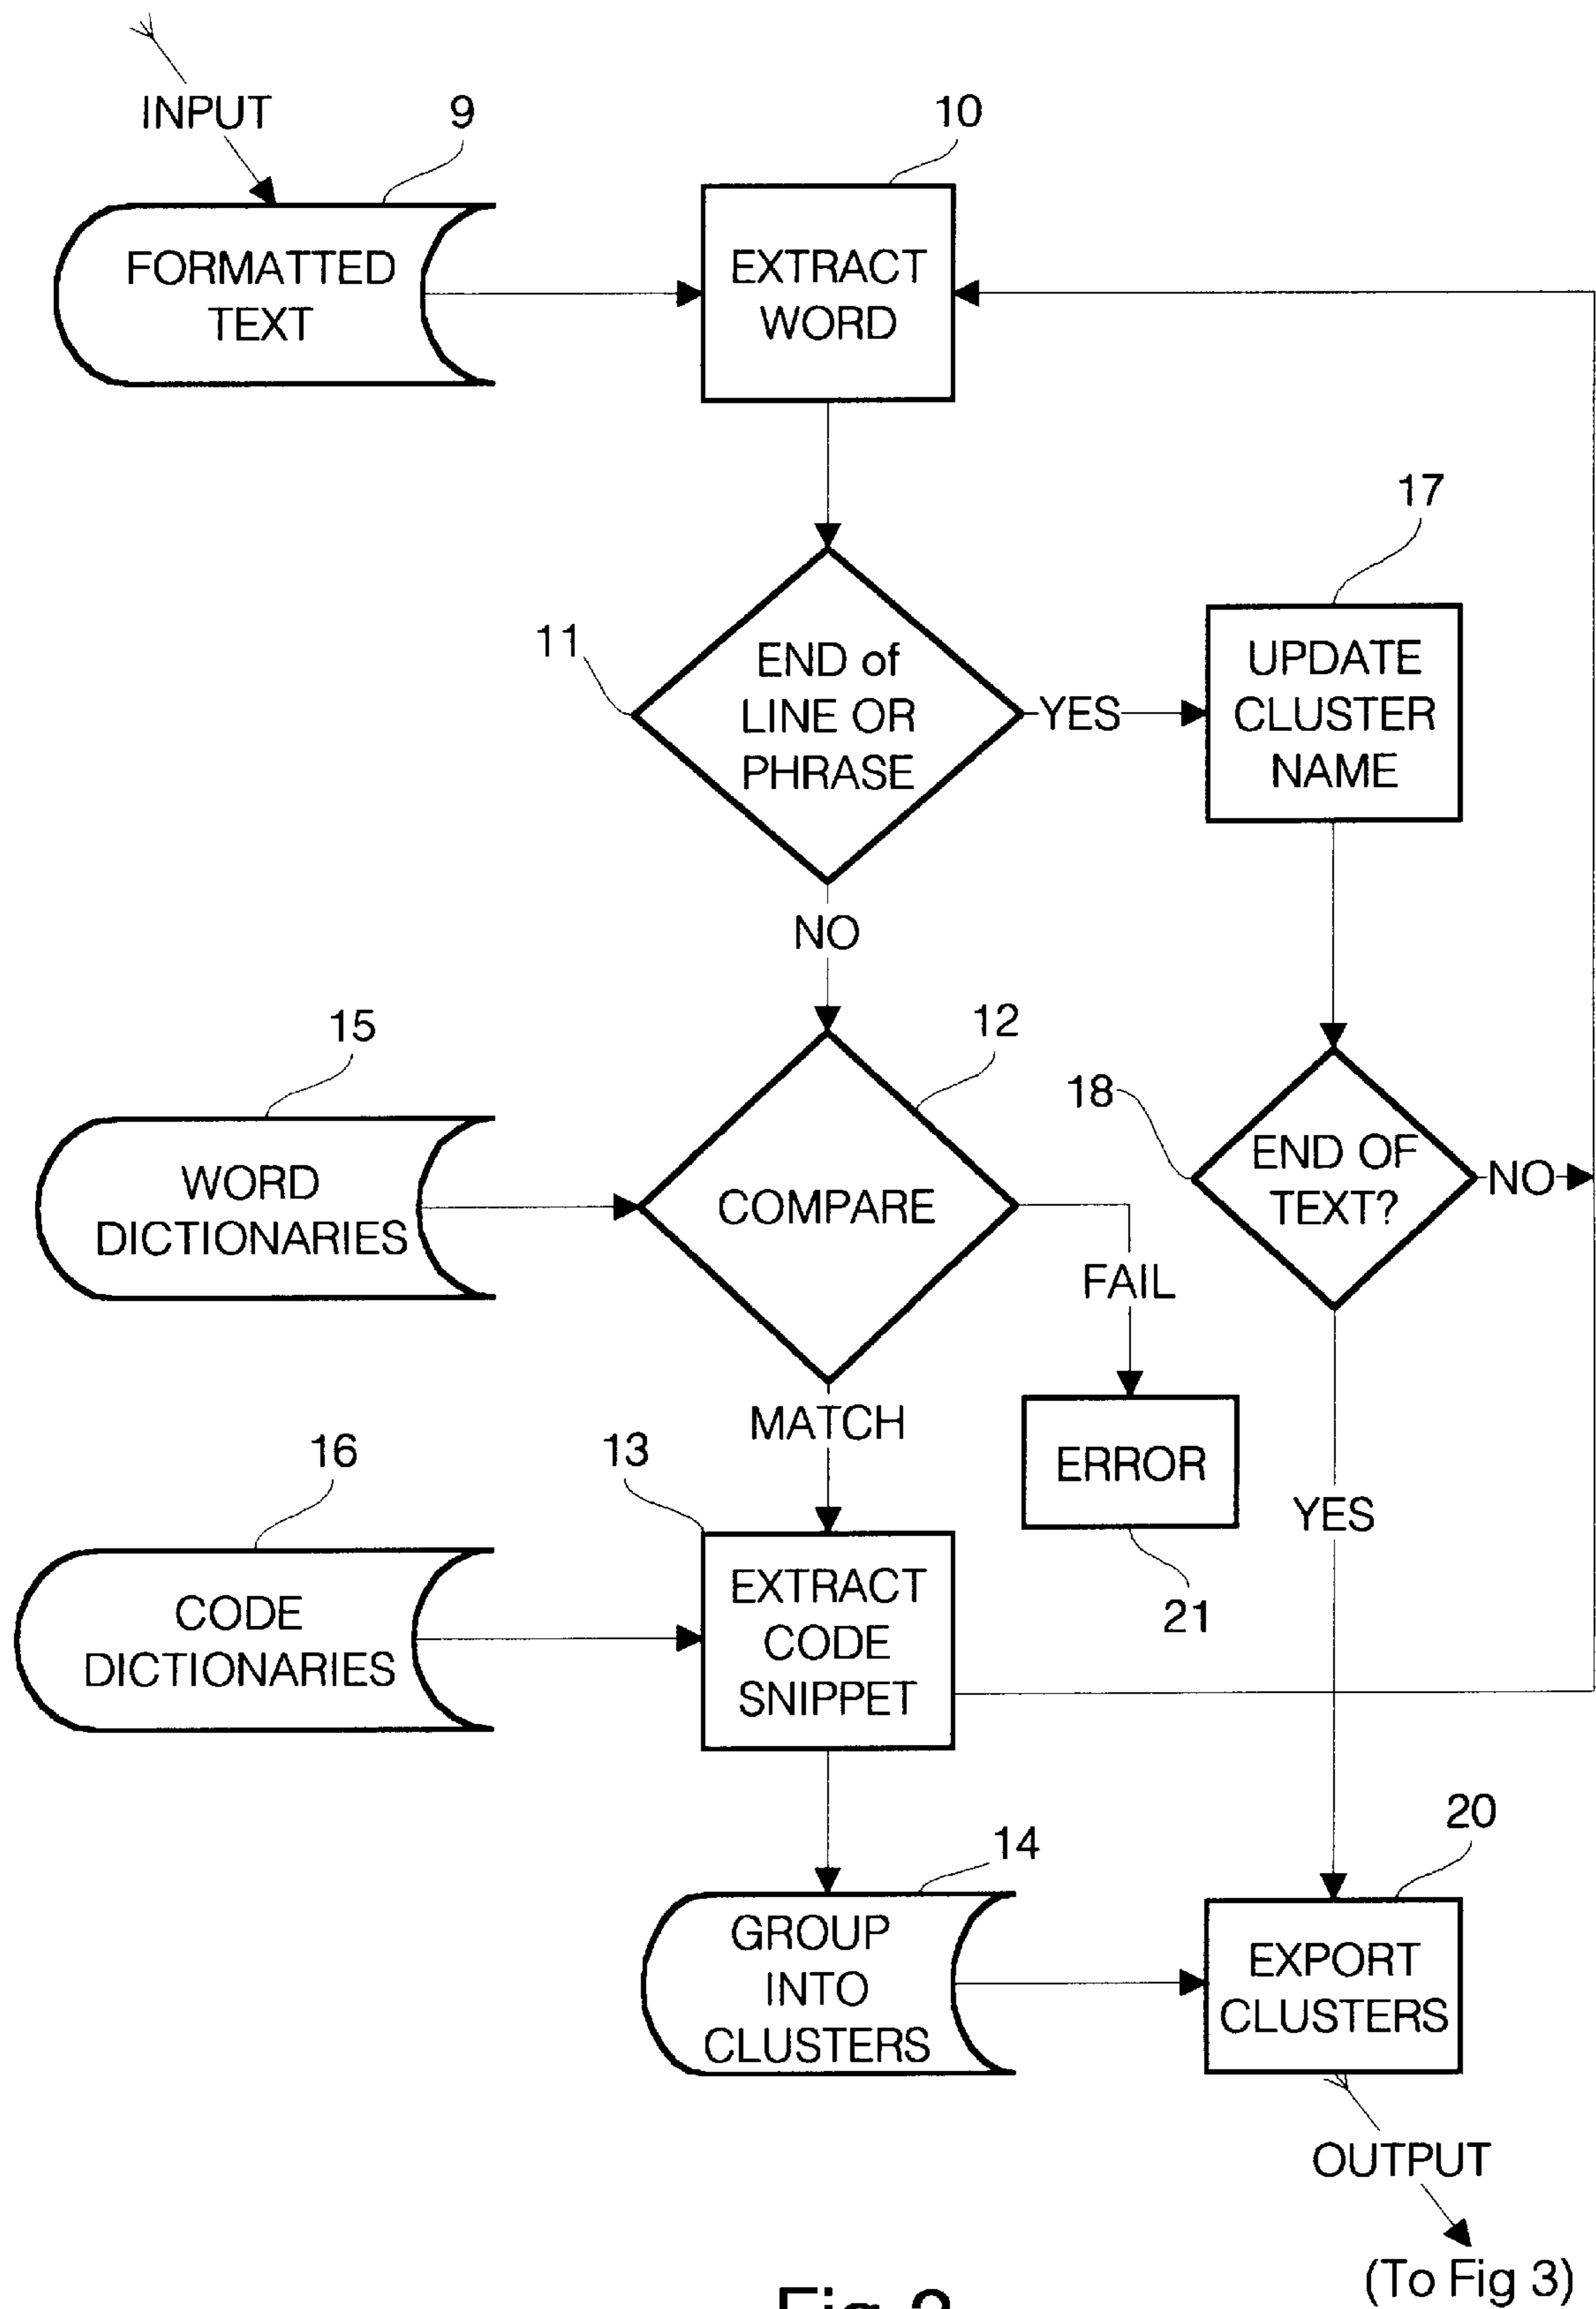 INPUT
9
10
FORMATTED
TEXT
EXTRACT
WORD
17
11
END of
LINE OR
PHRASE
YES
UPDATE
CLUSTER
NAME
NO
15
12
18
WORD
DICTIONARIES
COMPARE
END OF
TEXT?
NO
FAIL
MATCH
ERROR
16
13
YES
21
CODE
DICTIONARIES
EXTRACT
CODE
SNIPPET
14
20
GROUP
INTO
CLUSTERS
EXPORT
CLUSTERS
OUTPUT
(To Fig 3)